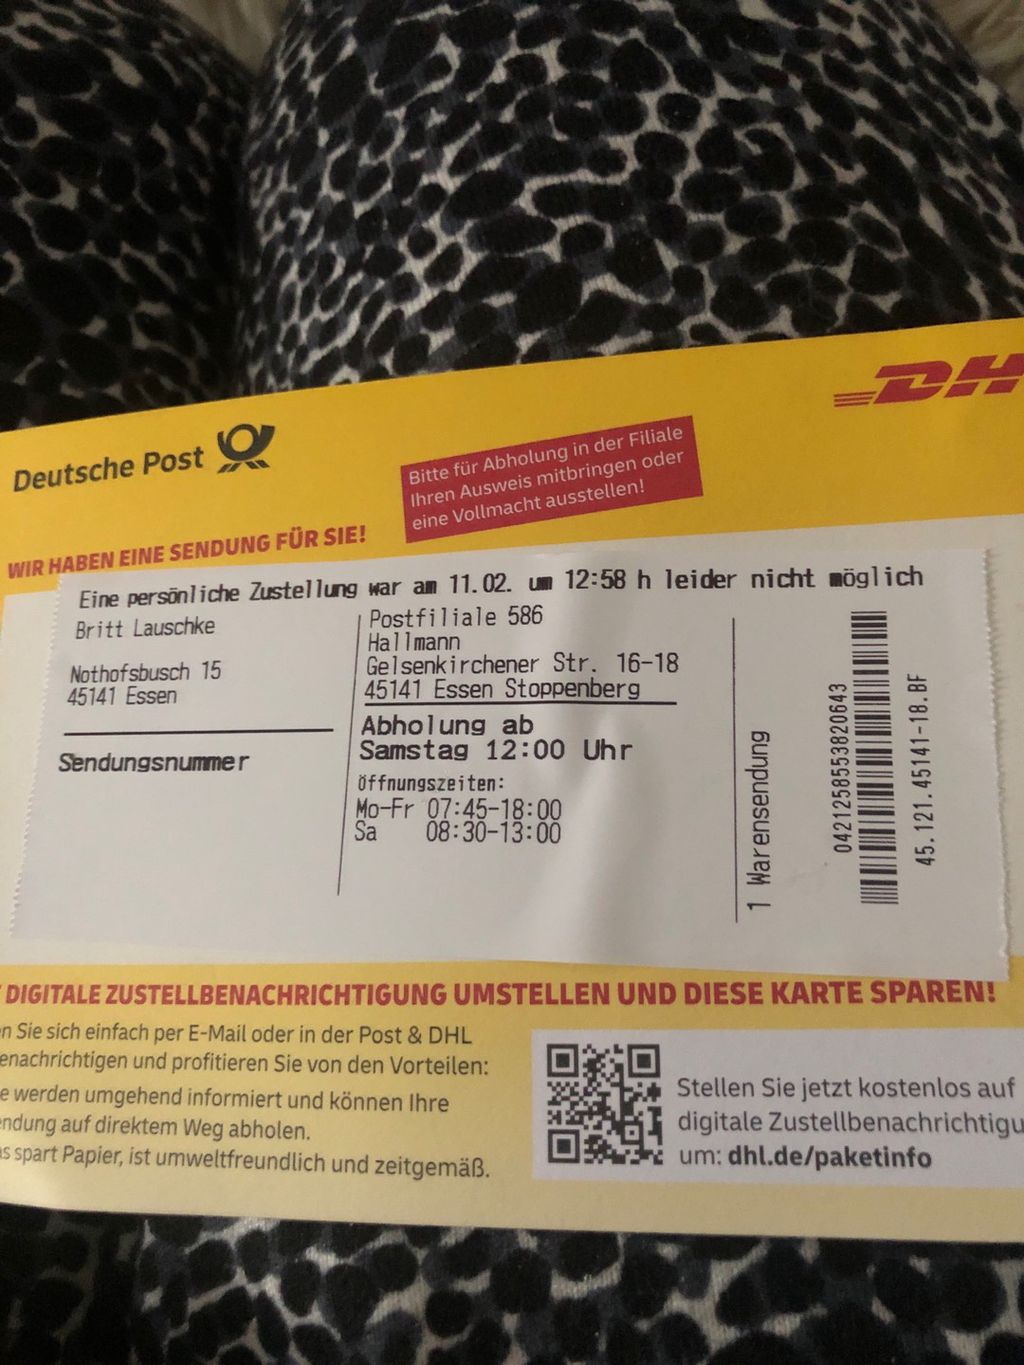 DH
Deutsche Post
Bitte für Abholung in der Filiale
Ihren Ausweis mitbringen oder
eine Vollmacht ausstellen!
WIR HABEN EINE SENDUNG FÜR SIE!
Eine persönliche Zustellung war am 11.02. um 12:58 h leider nicht möglich
Britt Lauschke
Nothofsbusch 15
45141 Essen
Sendungsnummer
Postfiliale 586
Hallmann
Gelsenkirchener Str. 16-18
45141 Essen Stoppenberg
Abholung ab
Samstag 12:00 Uhr
Öffnungszeiten:
Mo-Fr 07:45-18:00
Sa 08:30-13:00
1 Warensendung
04212585538206​43
45.121.45141-18.BF
DIGITALE ZUSTELLBENACHRICHTIGUNG UMSTELLEN UND DIESE KARTE SPAREN!
n Sie sich einfach per E-Mail oder in der Post & DHL
enachrichtigen und profitieren Sie von den Vorteilen:
e werden umgehend informiert und können Ihre
endung auf direktem Weg abholen.
s spart Papier, ist umweltfreundlich und zeitgemäß.
Stellen Sie jetzt kostenlos auf
digitale Zustellbenachrichtigu
um: dhl.de/paketinfo